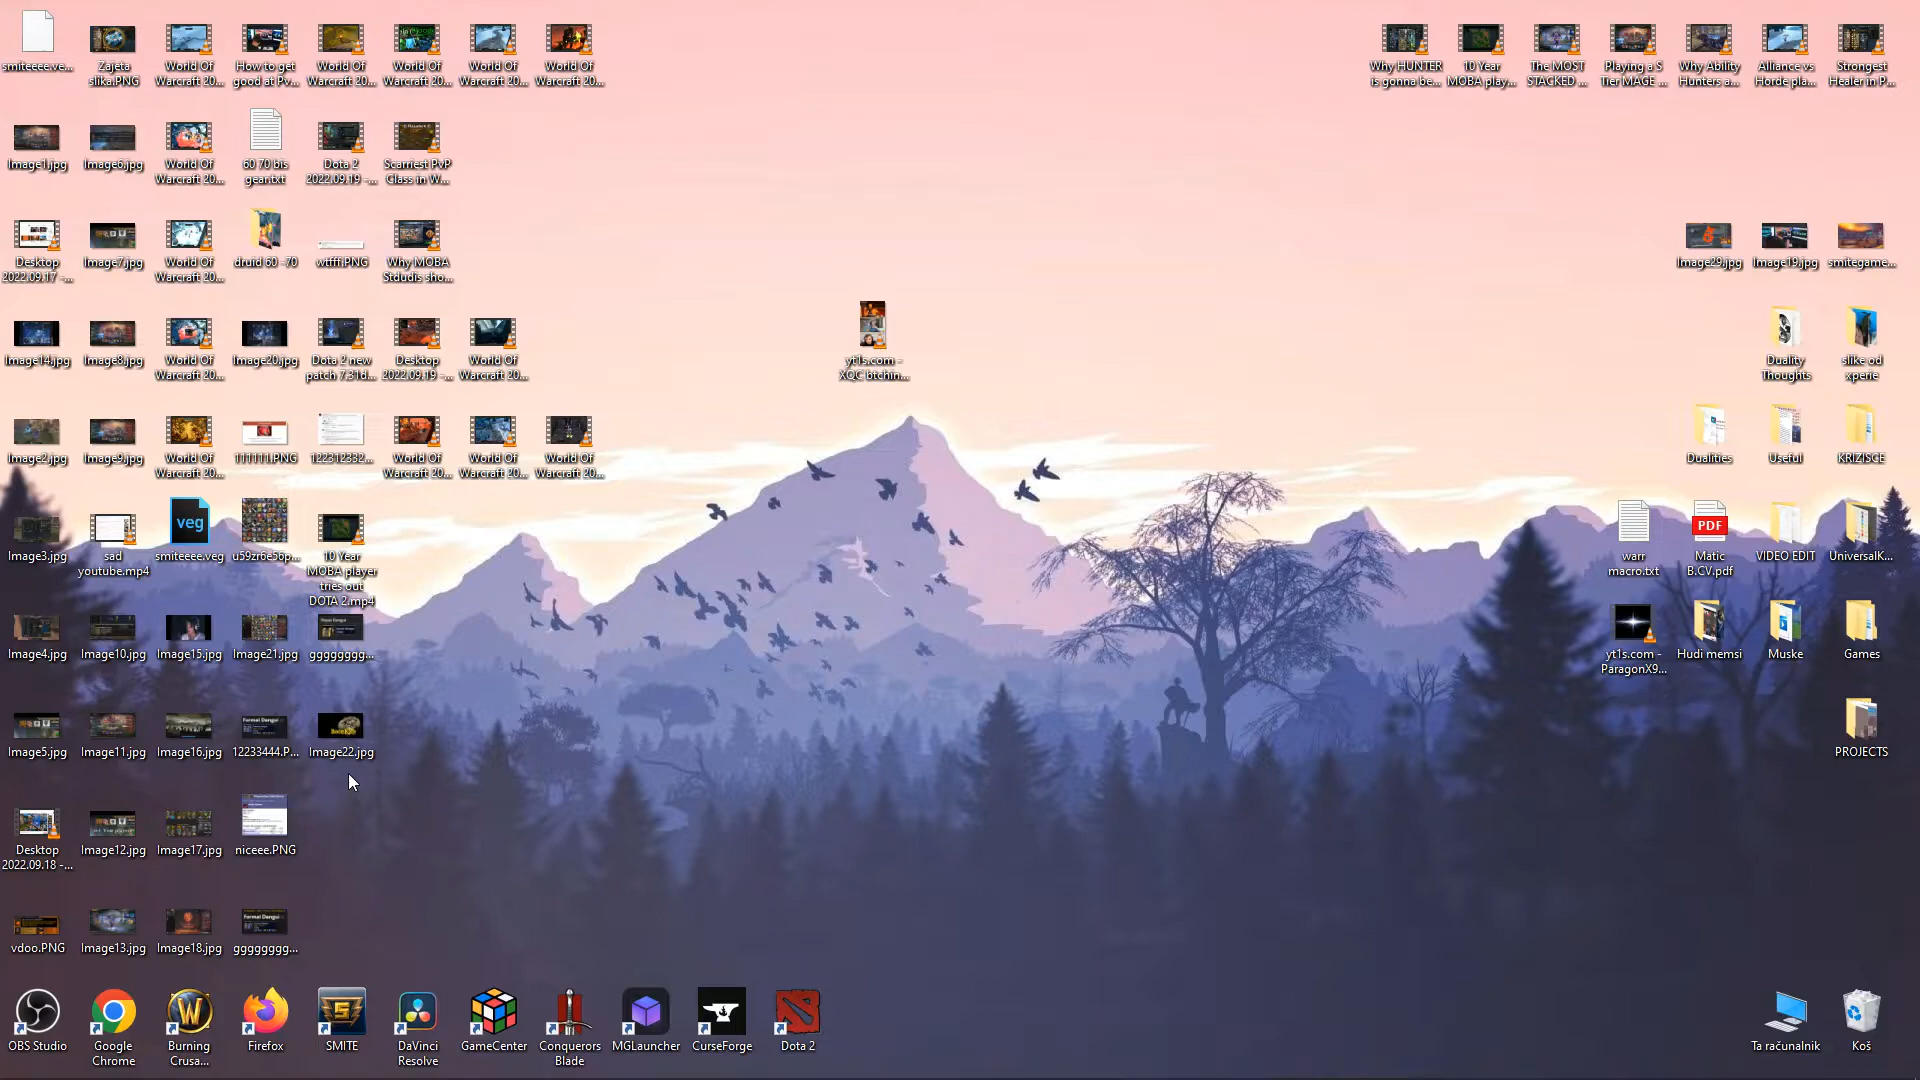 smiteeee.ve...
Zajeta
slika.PNG
World Of
Warcraft 20...
How to get
good at Pv...
World Of
Warcraft 20...
World Of
Warcraft 20...
World Of
Warcraft 20...
World Of
Warcraft 20...
Why HUNTER
is gonna be...
10 Year
MOBA play...
The MOST
STACKED ...
Playing a S
Tier MAGE ...
Why Ability
Hunters a...
Alliance vs
Horde pla...
Strongest
Healer in P...
Image1.jpg
Image6.jpg
World Of
Warcraft 20...
60 70 bis
gear.txt
Dota 2
2022.09.19 -...
Scarriest PvP
Class in W...
Desktop
2022.09.17 -...
Image7.jpg
World Of
Warcraft 20...
druid 60 -70
wtfff.PNG
Why MOBA
Stdudis sho...
Image29.jpg
Image19.jpg
smitegame...
Image14.jpg
Image8.jpg
World Of
Warcraft 20...
Image20.jpg
Dota 2 new
patch 7.31d...
Desktop
2022.09.19 -...
World Of
Warcraft 20...
yt1s.com -
XQC btchin...
Duality
Thoughts
slike od
xperie
Image2.jpg
Image9.jpg
World Of
Warcraft 20...
111111.PNG
122312332...
World Of
Warcraft 20...
World Of
Warcraft 20...
World Of
Warcraft 20...
Dualities
Useful
KRIZISCE
Image3.jpg
sad
youtube.mp4
veg
smiteeee.veg
u59zr6e56p...
10 Year
MOBA player
tries out
DOTA 2.mp4
warr
macro.txt
PDF
Matic
B.CV.pdf
VIDEO EDIT
UniversalK...
Image4.jpg
Image10.jpg
Image15.jpg
Image21.jpg
gggggggg...
yt1s.com -
ParagonX9...
Hudi memsi
Muske
Games
Image5.jpg
Image11.jpg
Image16.jpg
Formal Dangui
12233444.P...
Image22.jpg
PROJECTS
Desktop
2022.09.18 -...
Image12.jpg
Image17.jpg
niceee.PNG
vdoo.PNG
Image13.jpg
Image18.jpg
Formal Dangui
gggggggg...
OBS Studio
Google
Chrome
Burning
Crusa...
Firefox
SMITE
DaVinci
Resolve
GameCenter
Conquerors
Blade
MGLauncher
CurseForge
Dota 2
Ta računalnik
Koš